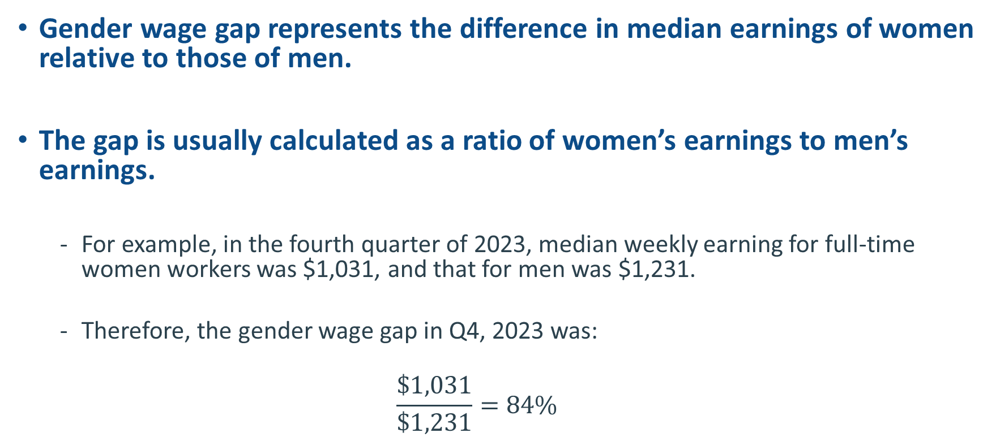 • Gender wage gap represents the difference in median earnings of women
relative to those of men.
• The gap is usually calculated as a ratio of women’s earnings to men’s
earnings.
- For example, in the fourth quarter of 2023, median weekly earning for full-time
women workers was $1,031, and that for men was $1,231.
- Therefore, the gender wage gap in Q4, 2023 was:
$1,031
= 84%
$1,231